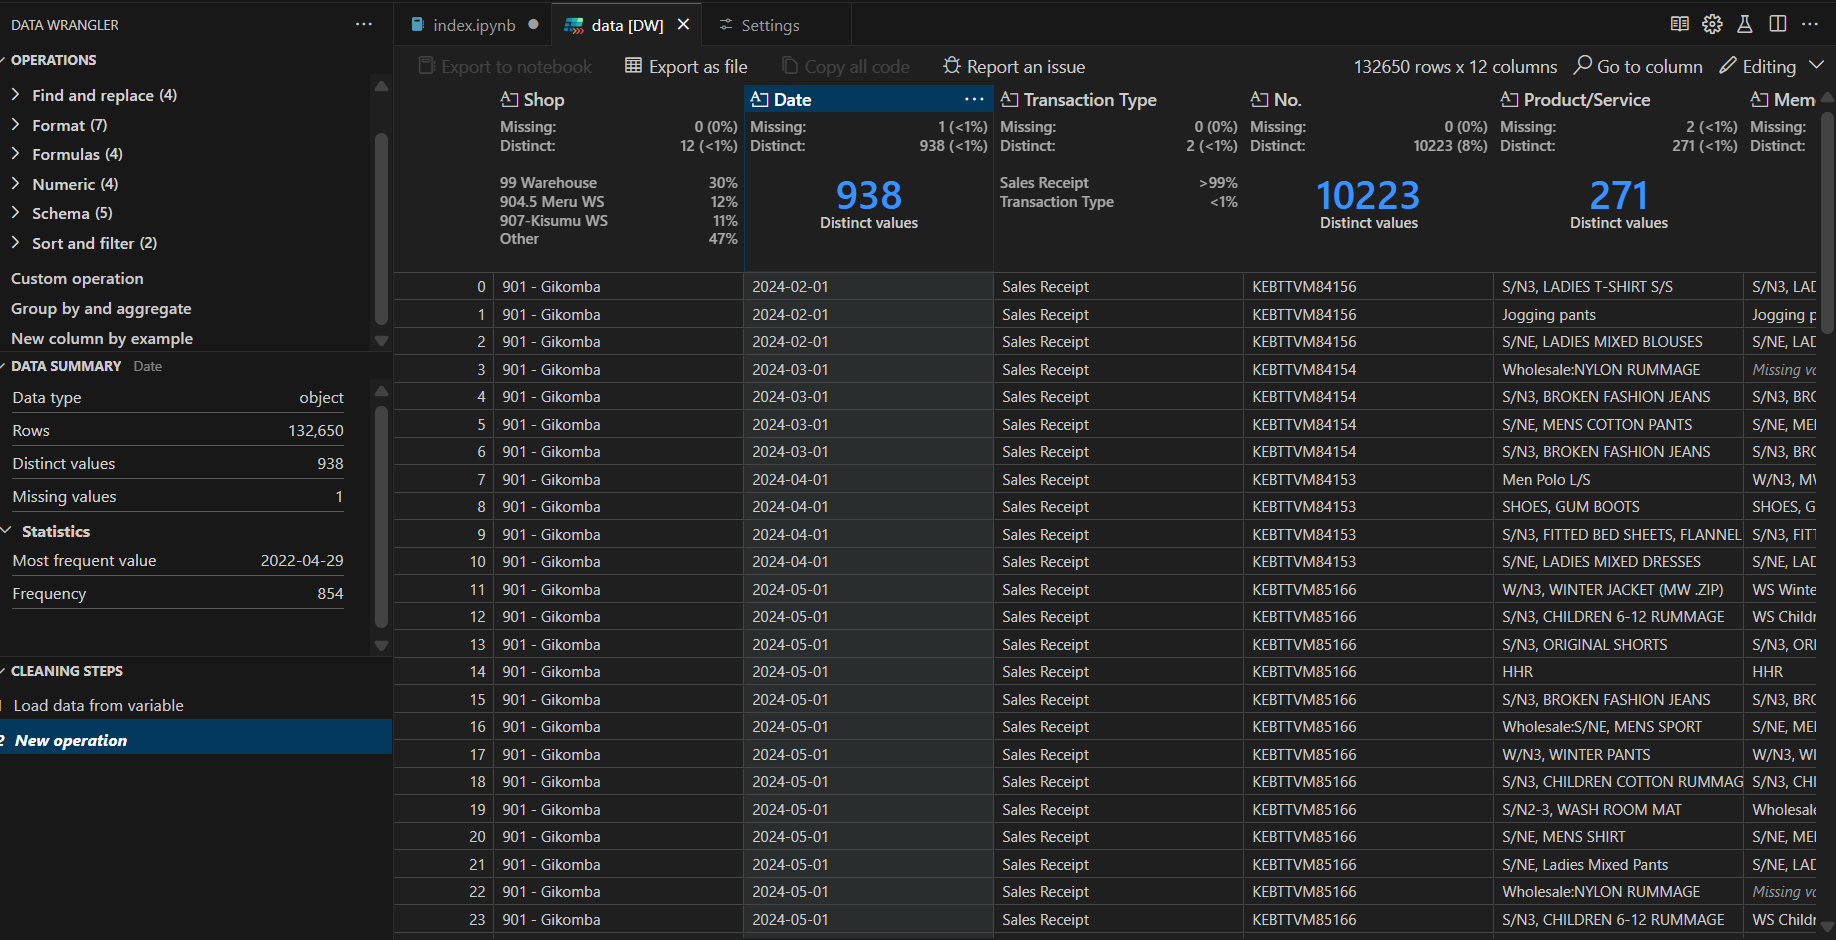 DATA WRANGLER
index.ipynb
data [DW]
Settings
OPERATIONS
Find and replace (4)
Format (7)
Formulas (4)
Numeric (4)
Schema (5)
Sort and filter (2)
Custom operation
Group by and aggregate
New column by example
DATA SUMMARY Date
Data type object
Rows 132,650
Distinct values 938
Missing values 1
Statistics
Most frequent value 2022-04-29
Frequency 854
CLEANING STEPS
Load data from variable
2 New operation
Export to notebook Export as file Copy all code Report an issue 132650 rows x 12 columns Go to column Editing
Shop Date Transaction Type No. Product/Service Mem
Missing: 0 (0%) Missing: 1 (<1%) Missing: 0 (0%) Missing: 0 (0%) Missing: 2 (<1%) Missing:
Distinct: 12 (<1%) Distinct: 938 (<1%) Distinct: 2 (<1%) Distinct: 10223 (8%) Distinct: 271 (<1%) Distinct:
99 Warehouse 30%
904.5 Meru WS 12%
907-Kisumu WS 11%
Other 47%
938
Distinct values
Sales Receipt >99%
Transaction Type <1%
10223
Distinct values
271
Distinct values
0 901 - Gikomba 2024-02-01 Sales Receipt KEBTTVM84156 S/N3, LADIES T-SHIRT S/S S/N3, LAD
1 901 - Gikomba 2024-02-01 Sales Receipt KEBTTVM84156 Jogging pants Jogging p
2 901 - Gikomba 2024-02-01 Sales Receipt KEBTTVM84156 S/NE, LADIES MIXED BLOUSES S/NE, LAD
3 901 - Gikomba 2024-03-01 Sales Receipt KEBTTVM84154 Wholesale:NYLON RUMMAGE Missing va
4 901 - Gikomba 2024-03-01 Sales Receipt KEBTTVM84154 S/N3, BROKEN FASHION JEANS S/N3, BRO
5 901 - Gikomba 2024-03-01 Sales Receipt KEBTTVM84154 S/NE, MENS COTTON PANTS S/NE, MEI
6 901 - Gikomba 2024-03-01 Sales Receipt KEBTTVM84154 S/N3, BROKEN FASHION JEANS S/N3, BRO
7 901 - Gikomba 2024-04-01 Sales Receipt KEBTTVM84153 Men Polo L/S W/N3, MV
8 901 - Gikomba 2024-04-01 Sales Receipt KEBTTVM84153 SHOES, GUM BOOTS SHOES, G
9 901 - Gikomba 2024-04-01 Sales Receipt KEBTTVM84153 S/N3, FITTED BED SHEETS, FLANNEL S/N3, FIT
10 901 - Gikomba 2024-04-01 Sales Receipt KEBTTVM84153 S/NE, LADIES MIXED DRESSES S/NE, LAD
11 901 - Gikomba 2024-05-01 Sales Receipt KEBTTVM85166 W/N3, WINTER JACKET (MW .ZIP) WS Winte
12 901 - Gikomba 2024-05-01 Sales Receipt KEBTTVM85166 S/N3, CHILDREN 6-12 RUMMAGE WS Childr
13 901 - Gikomba 2024-05-01 Sales Receipt KEBTTVM85166 S/N3, ORIGINAL SHORTS S/N3, ORI
14 901 - Gikomba 2024-05-01 Sales Receipt KEBTTVM85166 HHR HHR
15 901 - Gikomba 2024-05-01 Sales Receipt KEBTTVM85166 S/N3, BROKEN FASHION JEANS S/N3, BRO
16 901 - Gikomba 2024-05-01 Sales Receipt KEBTTVM85166 Wholesale:S/NE, MENS SPORT S/NE, MEI
17 901 - Gikomba 2024-05-01 Sales Receipt KEBTTVM85166 W/N3, WINTER PANTS W/N3, WI
18 901 - Gikomba 2024-05-01 Sales Receipt KEBTTVM85166 S/N3, CHILDREN COTTON RUMMAG S/N3, CHI
19 901 - Gikomba 2024-05-01 Sales Receipt KEBTTVM85166 S/N2-3, WASH ROOM MAT Wholesale
20 901 - Gikomba 2024-05-01 Sales Receipt KEBTTVM85166 S/NE, MENS SHIRT S/NE, MEI
21 901 - Gikomba 2024-05-01 Sales Receipt KEBTTVM85166 S/NE, Ladies Mixed Pants S/NE, LAD
22 901 - Gikomba 2024-05-01 Sales Receipt KEBTTVM85166 Wholesale:NYLON RUMMAGE Missing va
23 901 - Gikomba 2024-05-01 Sales Receipt KEBTTVM85166 S/N3, CHILDREN 6-12 RUMMAGE WS Childr